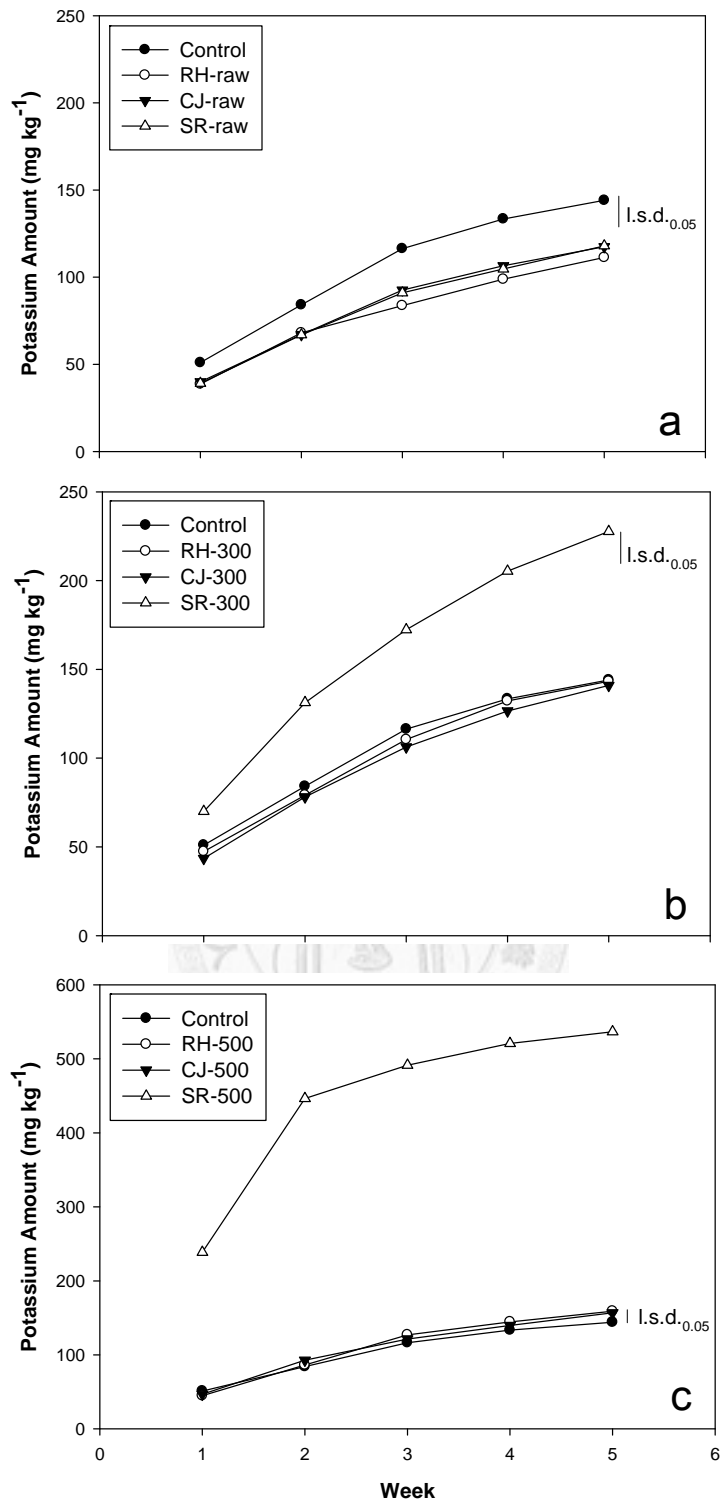 250
200
150
100
50
0
Potassium Amount (mg kg⁻¹)
Control
RH-raw
CJ-raw
SR-raw
l.s.d.₀.₀₅
a
250
200
150
100
50
0
Potassium Amount (mg kg⁻¹)
Control
RH-300
CJ-300
SR-300
l.s.d.₀.₀₅
b
600
500
400
300
200
100
0
Potassium Amount (mg kg⁻¹)
Control
RH-500
CJ-500
SR-500
l.s.d.₀.₀₅
c
0 1 2 3 4 5 6
Week